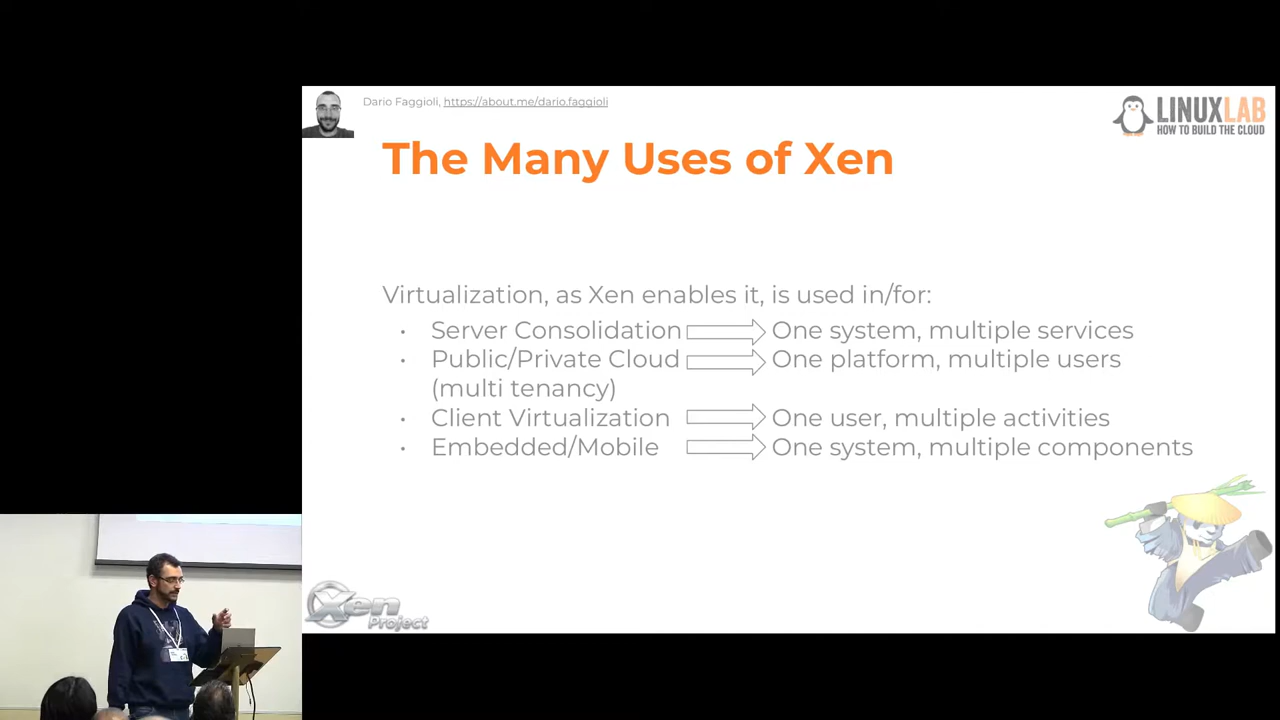 Dario Faggioli, https://about.me/dario.faggioli
LINUXLAB
HOW TO BUILD THE CLOUD
The Many Uses of Xen
Virtualization, as Xen enables it, is used in/for:
· Server Consolidation One system, multiple services
· Public/Private Cloud One platform, multiple users
(multi tenancy)
· Client Virtualization One user, multiple activities
· Embedded/Mobile One system, multiple components
Xen
Project